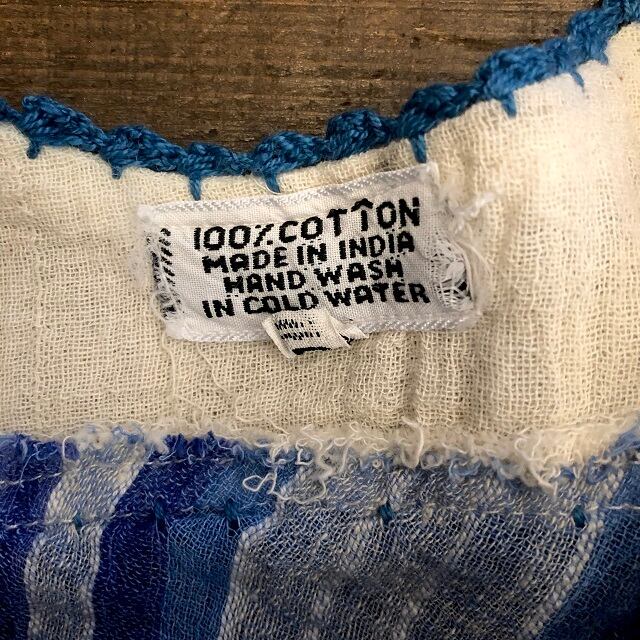 100% COTTON
MADE IN INDIA
HAND WASH
IN COLD WATER